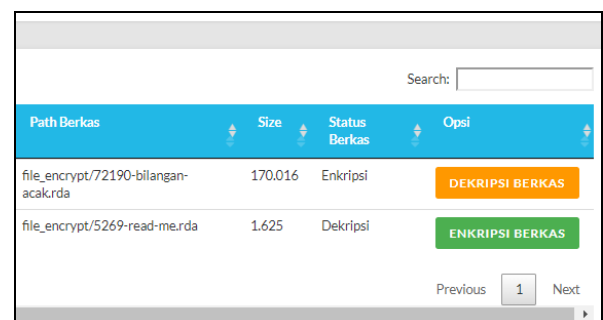 Search:
Path Berkas Size Status Berkas Opsi
file_encrypt/72190-bilangan-acak.rda 170.016 Enkripsi DEKRIPSI BERKAS
file_encrypt/5269-read-me.rda 1.625 Dekripsi ENKRIPSI BERKAS
Previous 1 Next